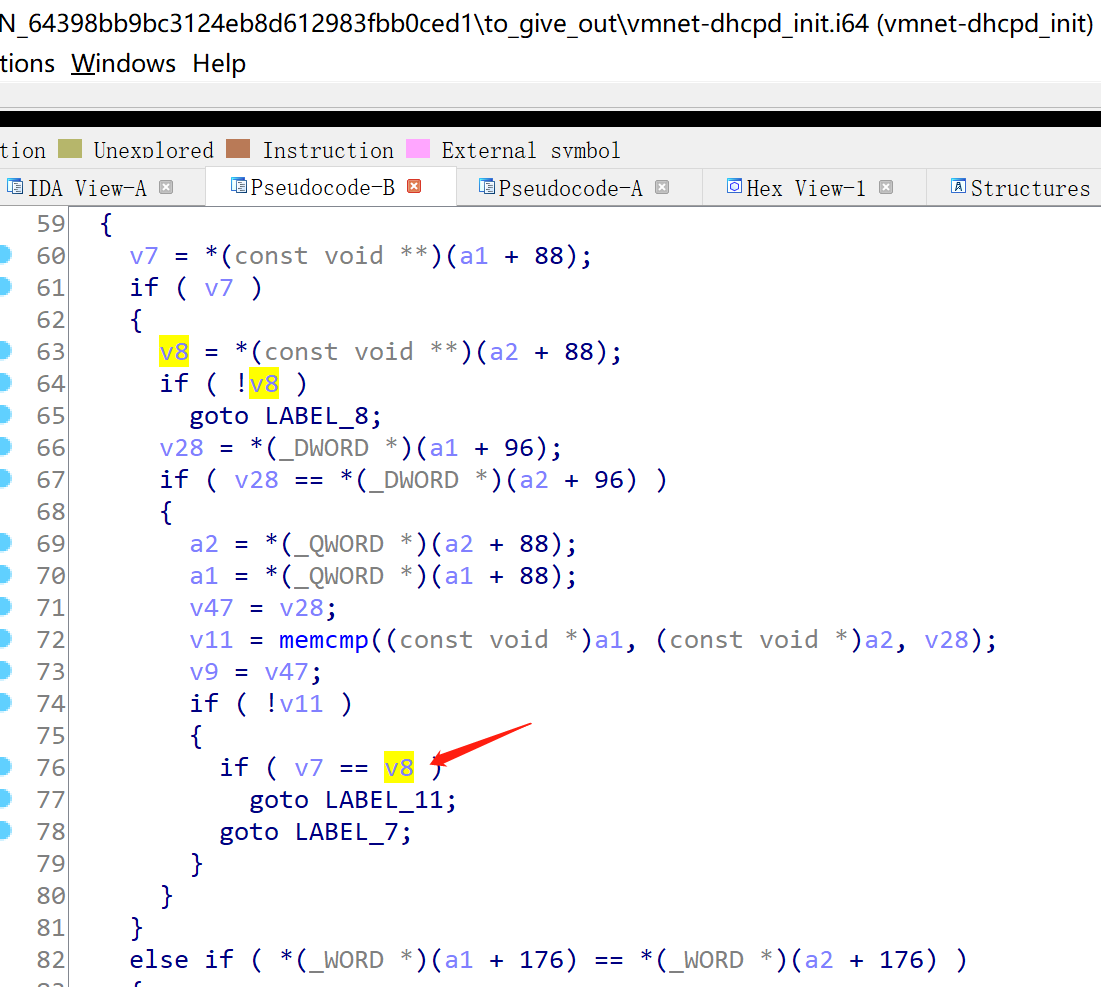 N_64398bb9bc3124eb8d612983fbb0ced1\to_give_out\vmnet-dhcpd_init.i64 (vmnet-dhcpd_init)
tions Windows Help
tion Unexplored Instruction External symbol
IDA View-A Pseudocode-B Pseudocode-A Hex View-1 Structures
59 {
60 v7 = *(const void **)(a1 + 88);
61 if ( v7 )
62 {
63 v8 = *(const void **)(a2 + 88);
64 if ( !v8 )
65 goto LABEL_8;
66 v28 = *(_DWORD *)(a1 + 96);
67 if ( v28 == *(_DWORD *)(a2 + 96) )
68 {
69 a2 = *(_QWORD *)(a2 + 88);
70 a1 = *(_QWORD *)(a1 + 88);
71 v47 = v28;
72 v11 = memcmp((const void *)a1, (const void *)a2, v28);
73 v9 = v47;
74 if ( !v11 )
75 {
76 if ( v7 == v8 )
77 goto LABEL_11;
78 goto LABEL_7;
79 }
80 }
81 }
82 else if ( *(_WORD *)(a1 + 176) == *(_WORD *)(a2 + 176) )